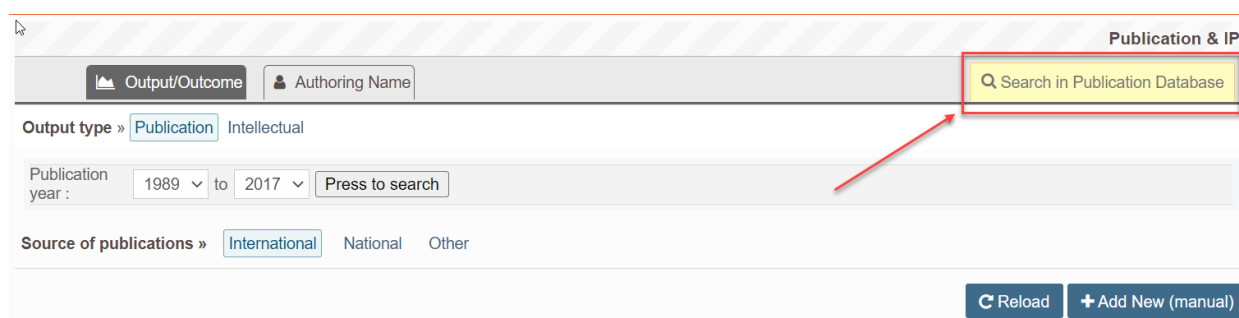 Publication & IP
Output/Outcome Authoring Name Search in Publication Database
Output type » Publication Intellectual
Publication
year :
1989 to 2017 Press to search
Source of publications » International National Other
Reload Add New (manual)